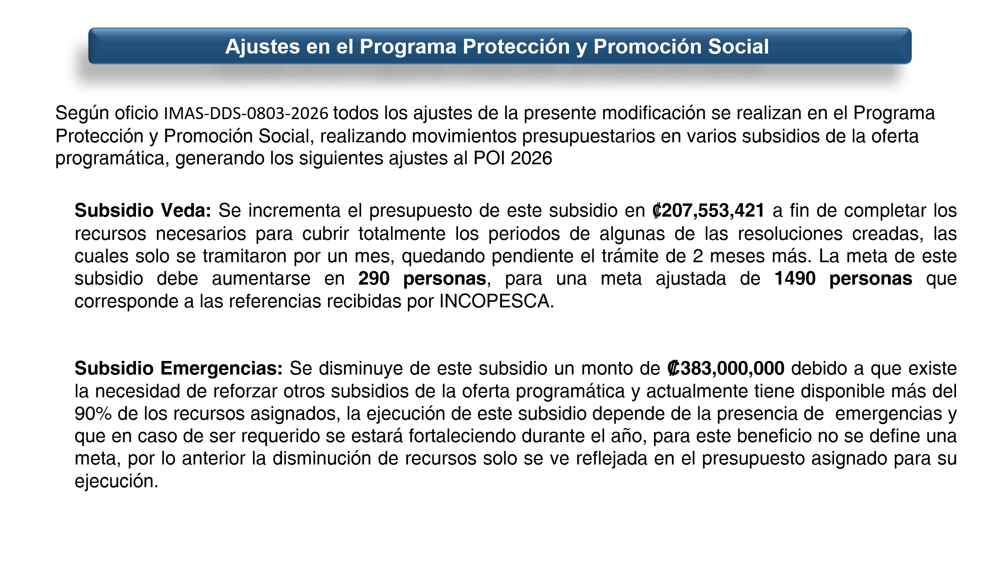 Ajustes en el Programa Protección y Promoción Social
Según oficio IMAS-DDS-0803-2026 todos los ajustes de la presente modificación se realizan en el Programa
Protección y Promoción Social, realizando movimientos presupuestarios en varios subsidios de la oferta
programática, generando los siguientes ajustes al POI 2026
Subsidio Veda: Se incrementa el presupuesto de este subsidio en ₡207,553,421 a fin de completar los
recursos necesarios para cubrir totalmente los periodos de algunas de las resoluciones creadas, las
cuales solo se tramitaron por un mes, quedando pendiente el trámite de 2 meses más. La meta de este
subsidio debe aumentarse en 290 personas, para una meta ajustada de 1490 personas que
corresponde a las referencias recibidas por INCOPESCA.
Subsidio Emergencias: Se disminuye de este subsidio un monto de ₡383,000,000 debido a que existe
la necesidad de reforzar otros subsidios de la oferta programática y actualmente tiene disponible más del
90% de los recursos asignados, la ejecución de este subsidio depende de la presencia de  emergencias y
que en caso de ser requerido se estará fortaleciendo durante el año, para este beneficio no se define una
meta, por lo anterior la disminución de recursos solo se ve reflejada en el presupuesto asignado para su
ejecución.